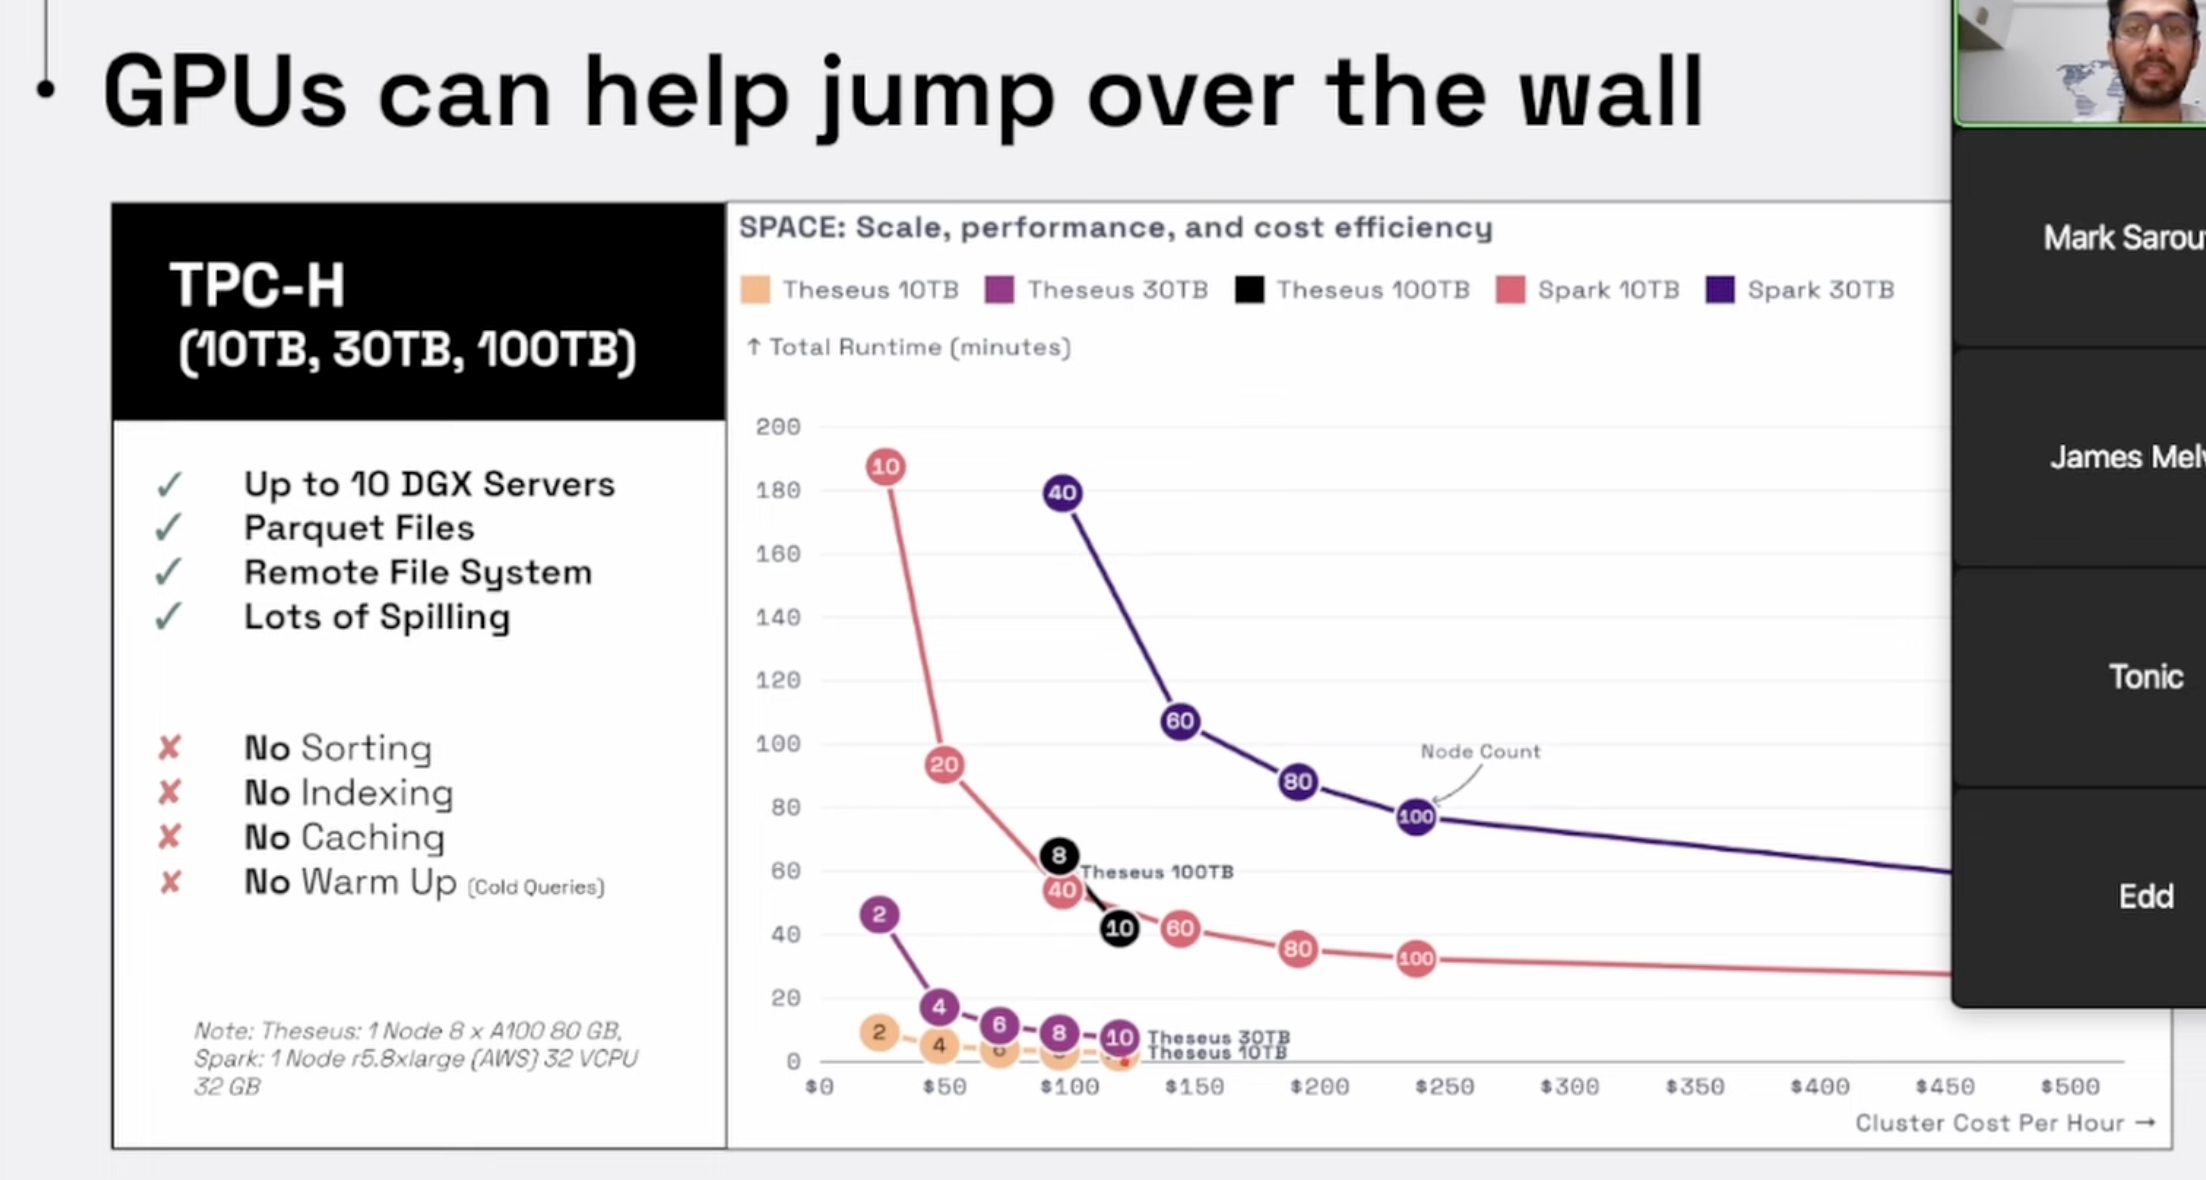 GPUs can help jump over the wall
TPC-H
(10TB, 30TB, 100TB)
✓ Up to 10 DGX Servers
✓ Parquet Files
✓ Remote File System
✓ Lots of Spilling
✘ No Sorting
✘ No Indexing
✘ No Caching
✘ No Warm Up (Cold Queries)
Note: Theseus: 1 Node 8 x A100 80 GB,
Spark: 1 Node r5.8xlarge (AWS) 32 VCPU
32 GB
SPACE: Scale, performance, and cost efficiency
Theseus 10TB Theseus 30TB Theseus 100TB Spark 10TB Spark 30TB
↑ Total Runtime (minutes)
200
180
160
140
120
100
80
60
40
20
0
10
20
40
60
80
100
40
60
80
100
Node Count
8
10
Theseus 100TB
2
4
6
8
10
Theseus 30TB
2
4
6
Theseus 10TB
$0 $50 $100 $150 $200 $250 $300 $350 $400 $450 $500
Cluster Cost Per Hour →
Mark Sarou
James Mel
Tonic
Edd